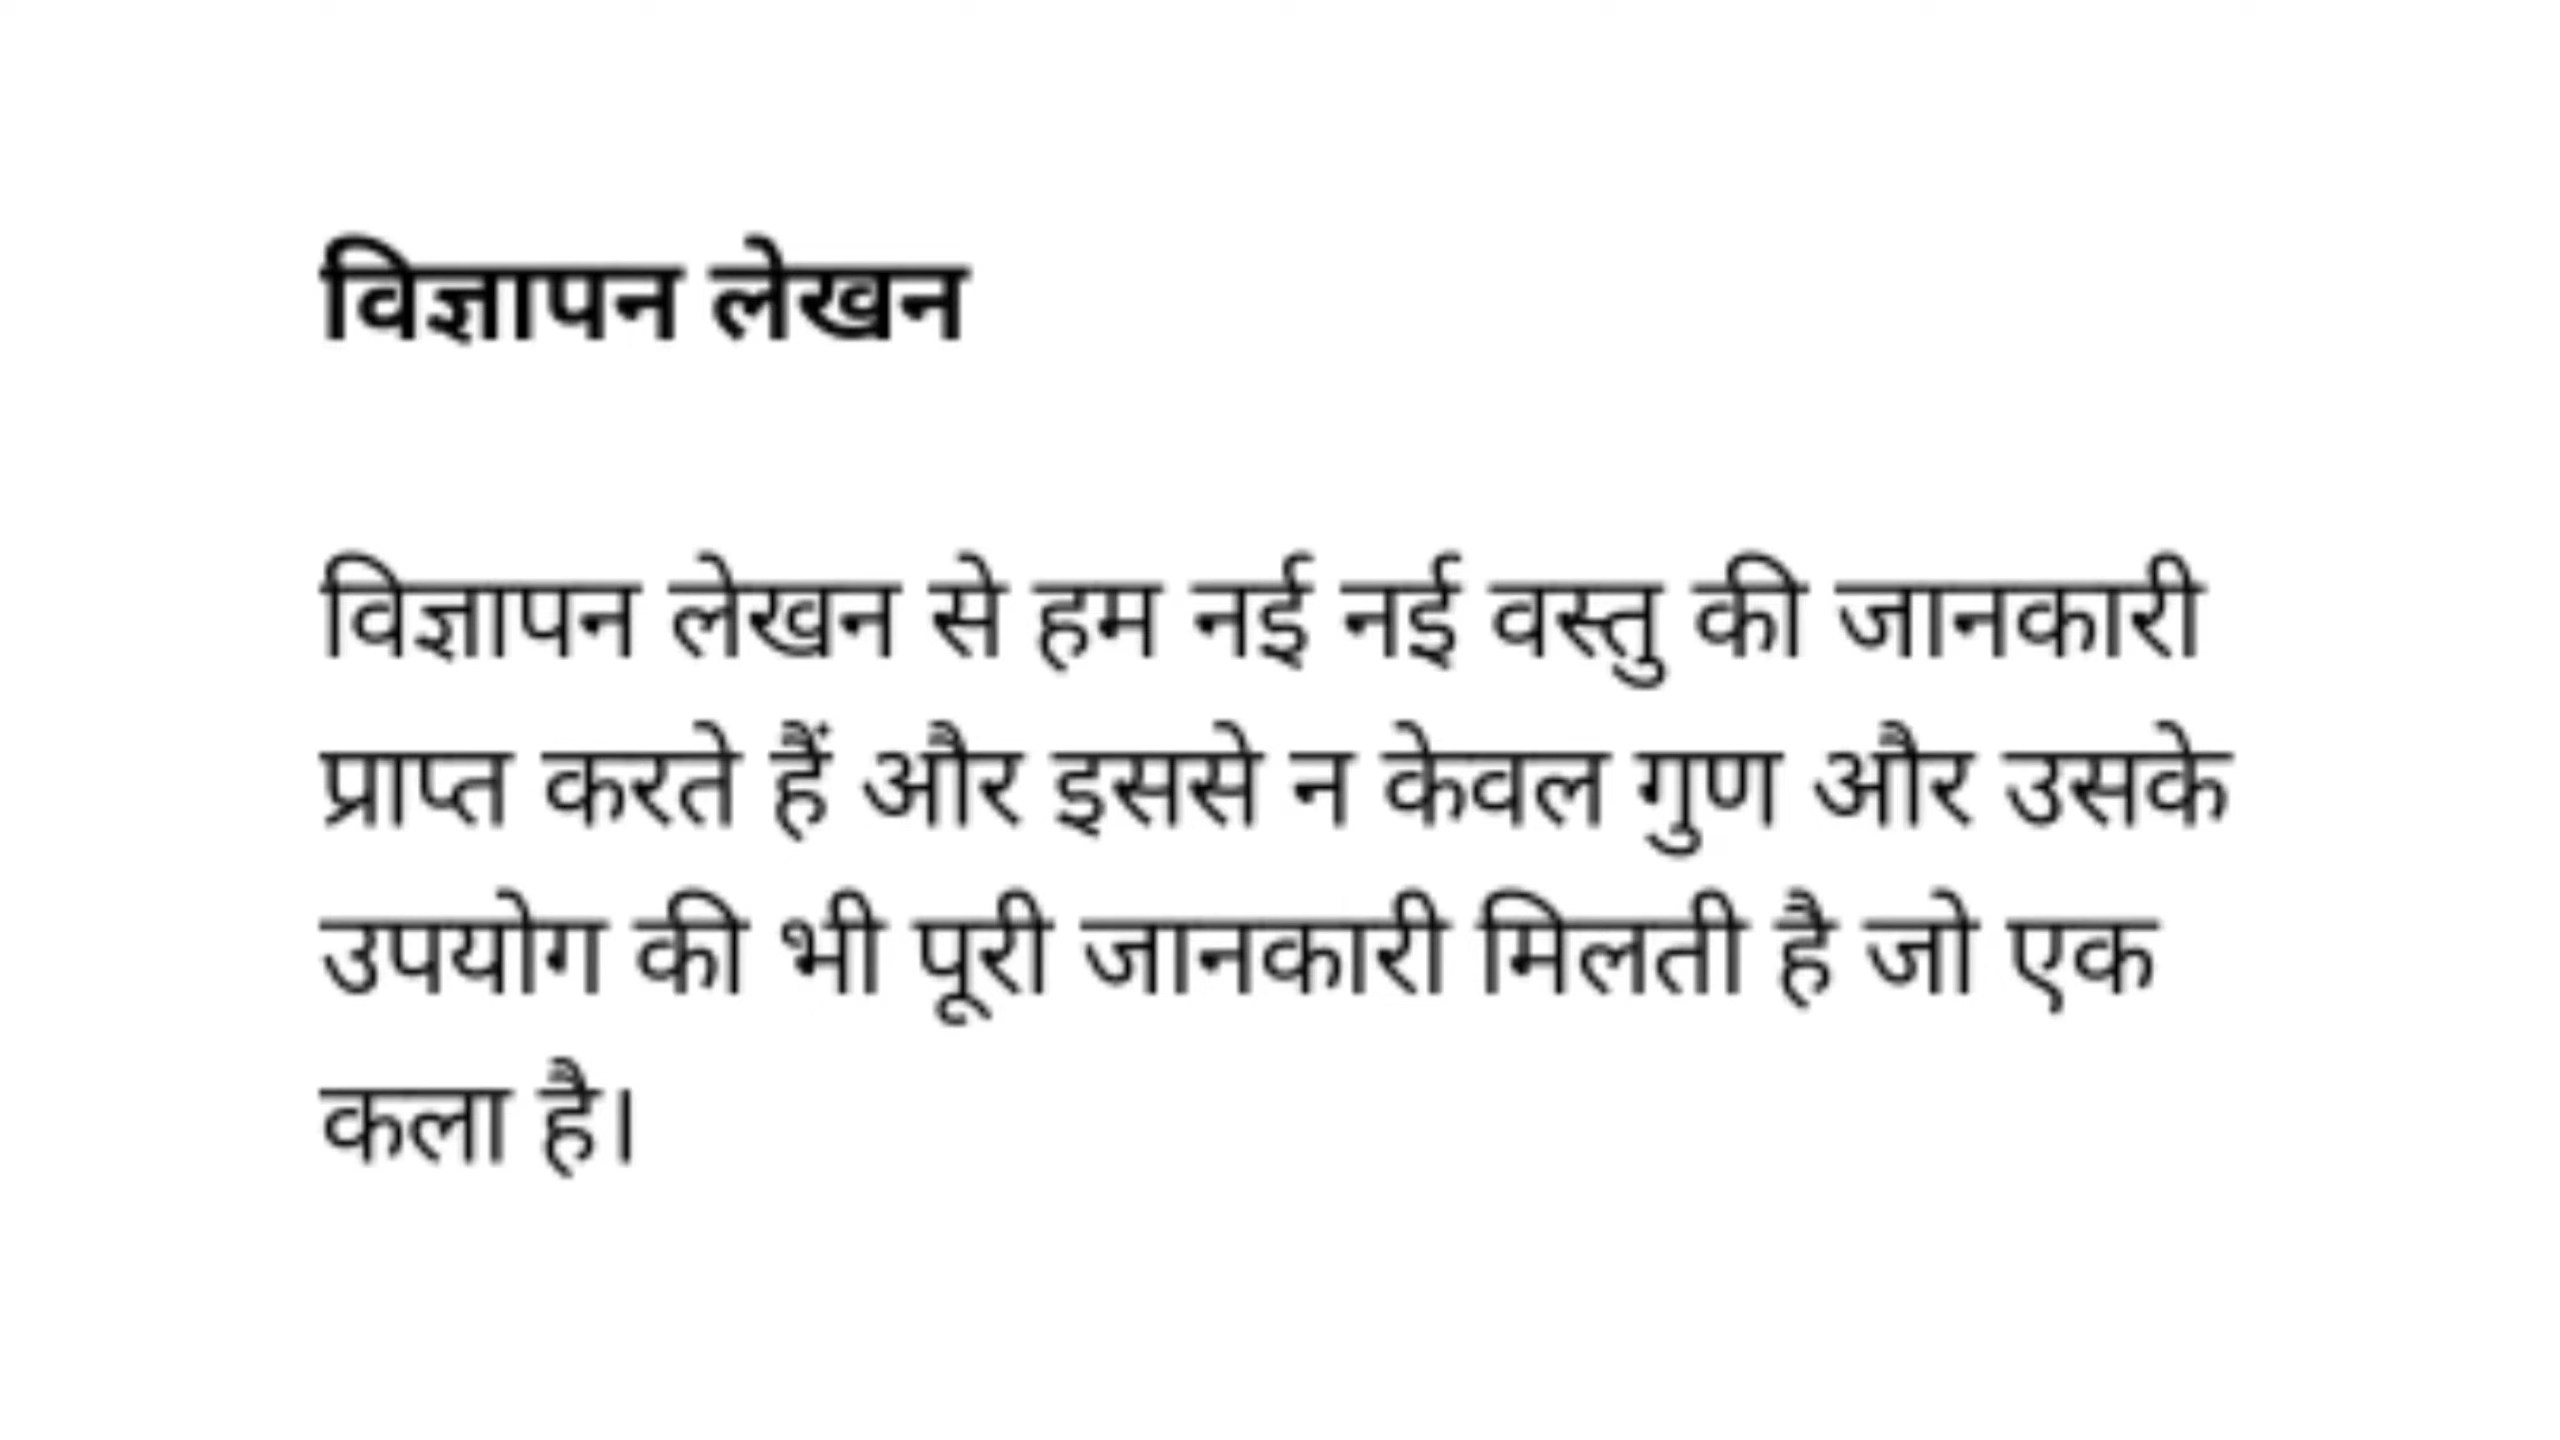 विज्ञापन लेखन
विज्ञापन लेखन से हम नई नई वस्तु की जानकारी
प्राप्त करते हैं और इससे न केवल गुण और उसके
उपयोग की भी पूरी जानकारी मिलती है जो एक
कला है।